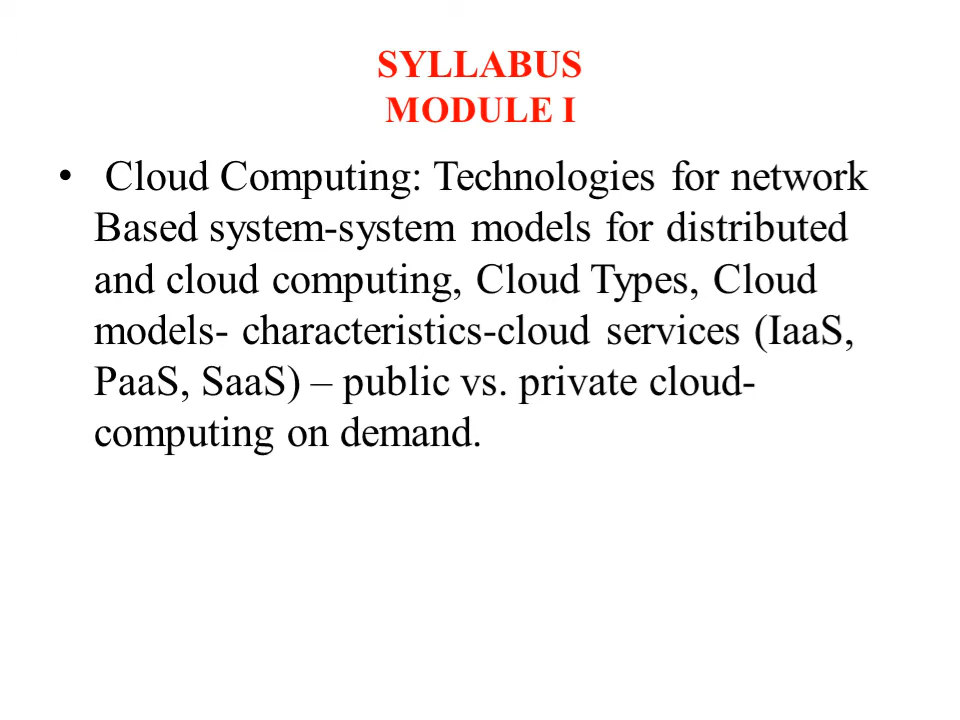 SYLLABUS
MODULE I
• Cloud Computing: Technologies for network
Based system-system models for distributed
and cloud computing, Cloud Types, Cloud
models- characteristics-cloud services (IaaS,
PaaS, SaaS) – public vs. private cloud-
computing on demand.